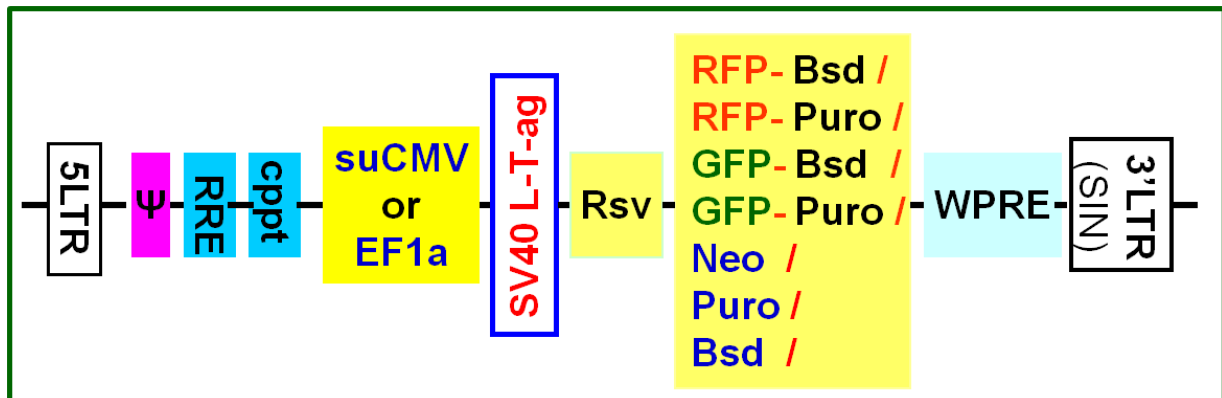 5LTR
Ψ
RRE
cppt
suCMV
or
EF1a
SV40 L-T-ag
Rsv
RFP- Bsd /
RFP- Puro /
GFP- Bsd /
GFP- Puro /
Neo /
Puro /
Bsd /
WPRE
3'LTR
(SIN)